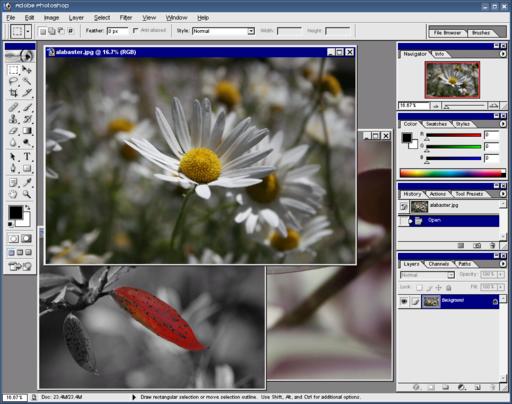 Adobe Photoshop
File Edit Image Layer Select Filter View Window Help
Feather: 0 px Anti-aliased Style: Normal Width: Height: File Browser Brushes
alabaster.jpg @ 16.7% (RGB)
Navigator Info
16.67%
Color Swatches Styles
R 0
G 0
B 0
History Actions Tool Presets
alabaster.jpg
Open
Layers Channels Paths
Normal Opacity: 100%
Lock: Fill: 100%
Background
16.67% Doc: 23.4M/23.4M Draw rectangular selection or move selection outline. Use Shift, Alt, and Ctrl for additional options.